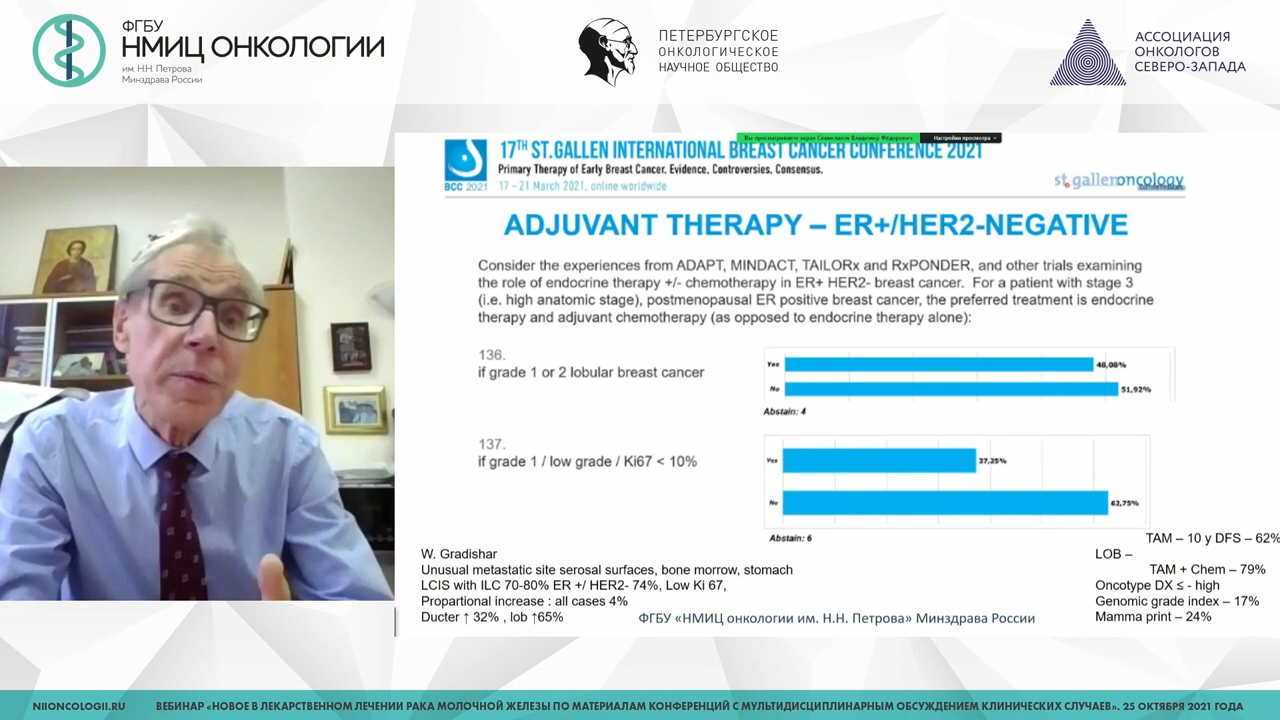 ФГБУ
НМИЦ ОНКОЛОГИИ
им. Н.Н. Петрова
Минздрава России
ПЕТЕРБУРГСКОЕ
ОНКОЛОГИЧЕСКОЕ
НАУЧНОЕ ОБЩЕСТВО
АССОЦИАЦИЯ
ОНКОЛОГОВ
СЕВЕРО-ЗАПАДА
Вы просматриваете экран Семиглазов Владимир Фёдорович
Настройки просмотра
BCC 2021
17TH ST.GALLEN INTERNATIONAL BREAST CANCER CONFERENCE 2021
Primary Therapy of Early Breast Cancer. Evidence, Controversies, Consensus.
17 – 21 March 2021, online worldwide
st.gallenoncology
ADJUVANT THERAPY – ER+/HER2-NEGATIVE
Consider the experiences from ADAPT, MINDACT, TAILORx and RxPONDER, and other trials examining
the role of endocrine therapy +/- chemotherapy in ER+ HER2- breast cancer. For a patient with stage 3
(i.e. high anatomic stage), postmenopausal ER positive breast cancer, the preferred treatment is endocrine
therapy and adjuvant chemotherapy (as opposed to endocrine therapy alone):
136.
if grade 1 or 2 lobular breast cancer
Yes 48,08%
No 51,92%
Abstain: 4
137.
if grade 1 / low grade / Ki67 < 10%
Yes 37,25%
No 62,75%
Abstain: 6
W. Gradishar
Unusual metastatic site serosal surfaces, bone morrow, stomach
LCIS with ILC 70-80% ER +/ HER2- 74%, Low Ki 67,
Propartional increase : all cases 4%
Ducter ↑ 32% , lob ↑65%
TAM – 10 y DFS – 62%
LOB –
TAM + Chem – 79%
Oncotype DX ≤ - high
Genomic grade index – 17%
Mamma print – 24%
ФГБУ «НМИЦ онкологии им. Н.Н. Петрова» Минздрава России
NIIONCOLOGII.RU
ВЕБИНАР «НОВОЕ В ЛЕКАРСТВЕННОМ ЛЕЧЕНИИ РАКА МОЛОЧНОЙ ЖЕЛЕЗЫ ПО МАТЕРИАЛАМ КОНФЕРЕНЦИЙ С МУЛЬТИДИСЦИПЛИНАРНЫМ ОБСУЖДЕНИЕМ КЛИНИЧЕСКИХ СЛУЧАЕВ». 25 ОКТЯБРЯ 2021 ГОДА